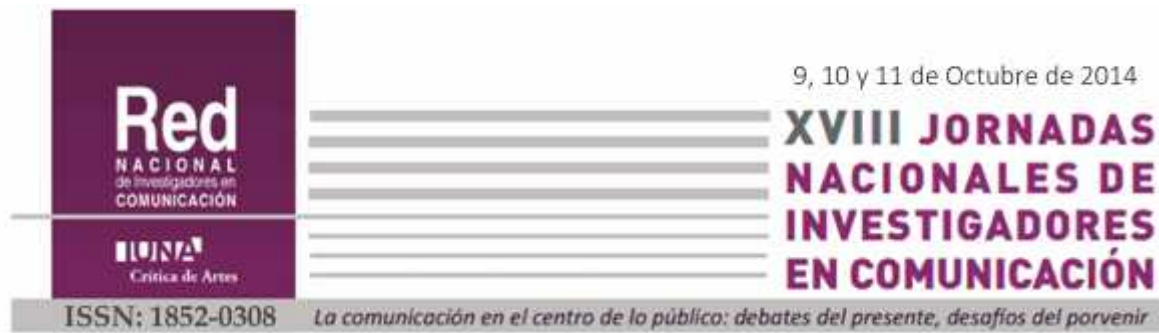 Red
NACIONAL
de Investigadores en
COMUNICACIÓN
IUNA
Crítica de Artes
9, 10 y 11 de Octubre de 2014
XVIII JORNADAS
NACIONALES DE
INVESTIGADORES
EN COMUNICACIÓN
ISSN: 1852-0308
La comunicación en el centro de lo público: debates del presente, desafíos del porvenir